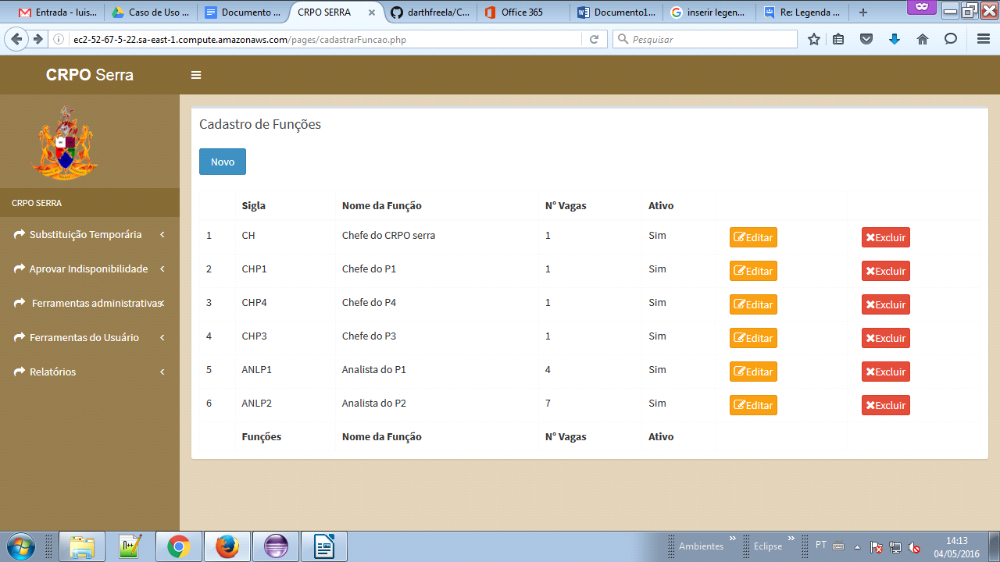 Entrada - luis...
Caso de Uso ...
Documento ...
CRPO SERRA
darthfreela/C...
Office 365
Documento1...
inserir legen...
Re: Legenda ...
ec2-52-67-5-22.sa-east-1.compute.amazonaws.com/pages/cadastrarFuncao.php
Pesquisar
CRPO Serra
CRPO SERRA
Substituição Temporária
Aprovar Indisponibilidade
Ferramentas administrativas
Ferramentas do Usuário
Relatórios
Cadastro de Funções
Novo
Sigla Nome da Função N° Vagas Ativo
1 CH Chefe do CRPO serra 1 Sim Editar Excluir
2 CHP1 Chefe do P1 1 Sim Editar Excluir
3 CHP4 Chefe do P4 1 Sim Editar Excluir
4 CHP3 Chefe do P3 1 Sim Editar Excluir
5 ANLP1 Analista do P1 4 Sim Editar Excluir
6 ANLP2 Analista do P2 7 Sim Editar Excluir
Funções Nome da Função N° Vagas Ativo
Ambientes
Eclipse
PT
14:13
04/05/2016